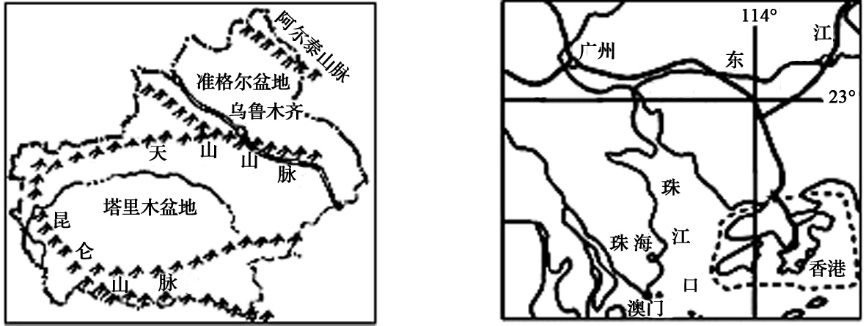 阿尔泰山脉
准格尔盆地
乌鲁木齐
天山山脉
塔里木盆地
昆仑山脉
114°
江
广州
东
23°
珠
珠海
江
香港
口
澳门